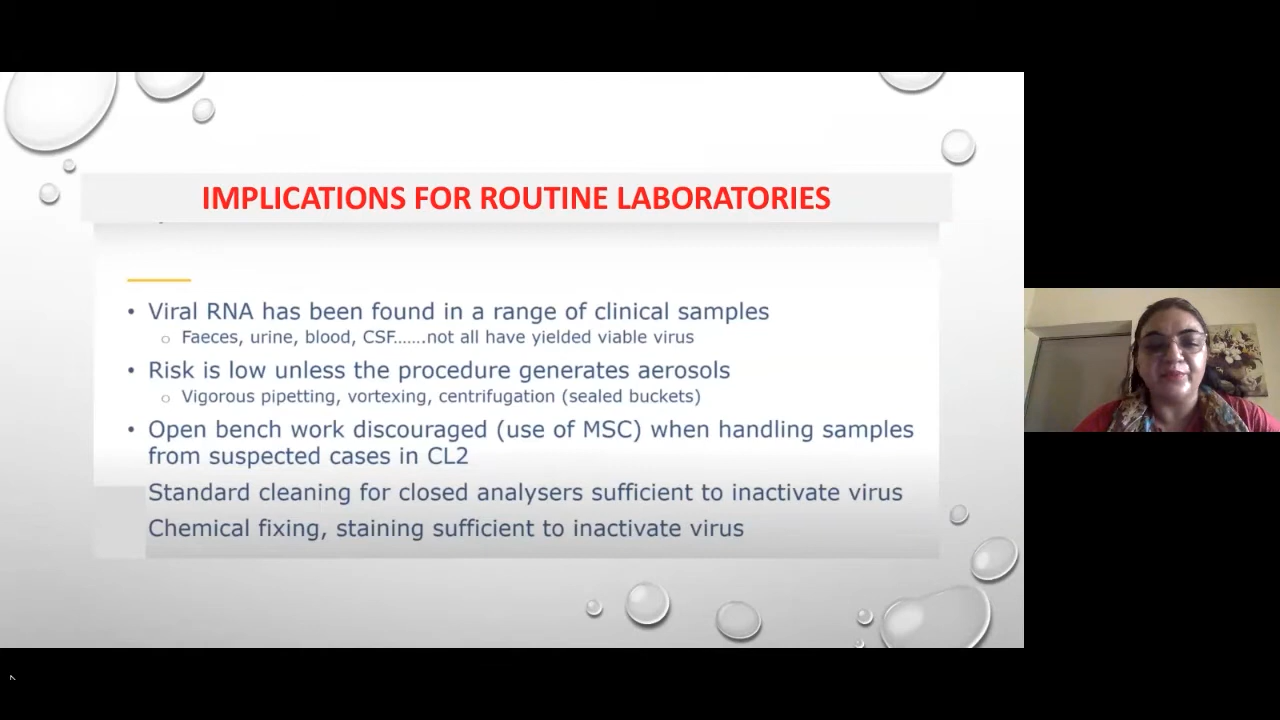 IMPLICATIONS FOR ROUTINE LABORATORIES
• Viral RNA has been found in a range of clinical samples
o Faeces, urine, blood, CSF.......not all have yielded viable virus
• Risk is low unless the procedure generates aerosols
o Vigorous pipetting, vortexing, centrifugation (sealed buckets)
• Open bench work discouraged (use of MSC) when handling samples
from suspected cases in CL2
Standard cleaning for closed analysers sufficient to inactivate virus
Chemical fixing, staining sufficient to inactivate virus